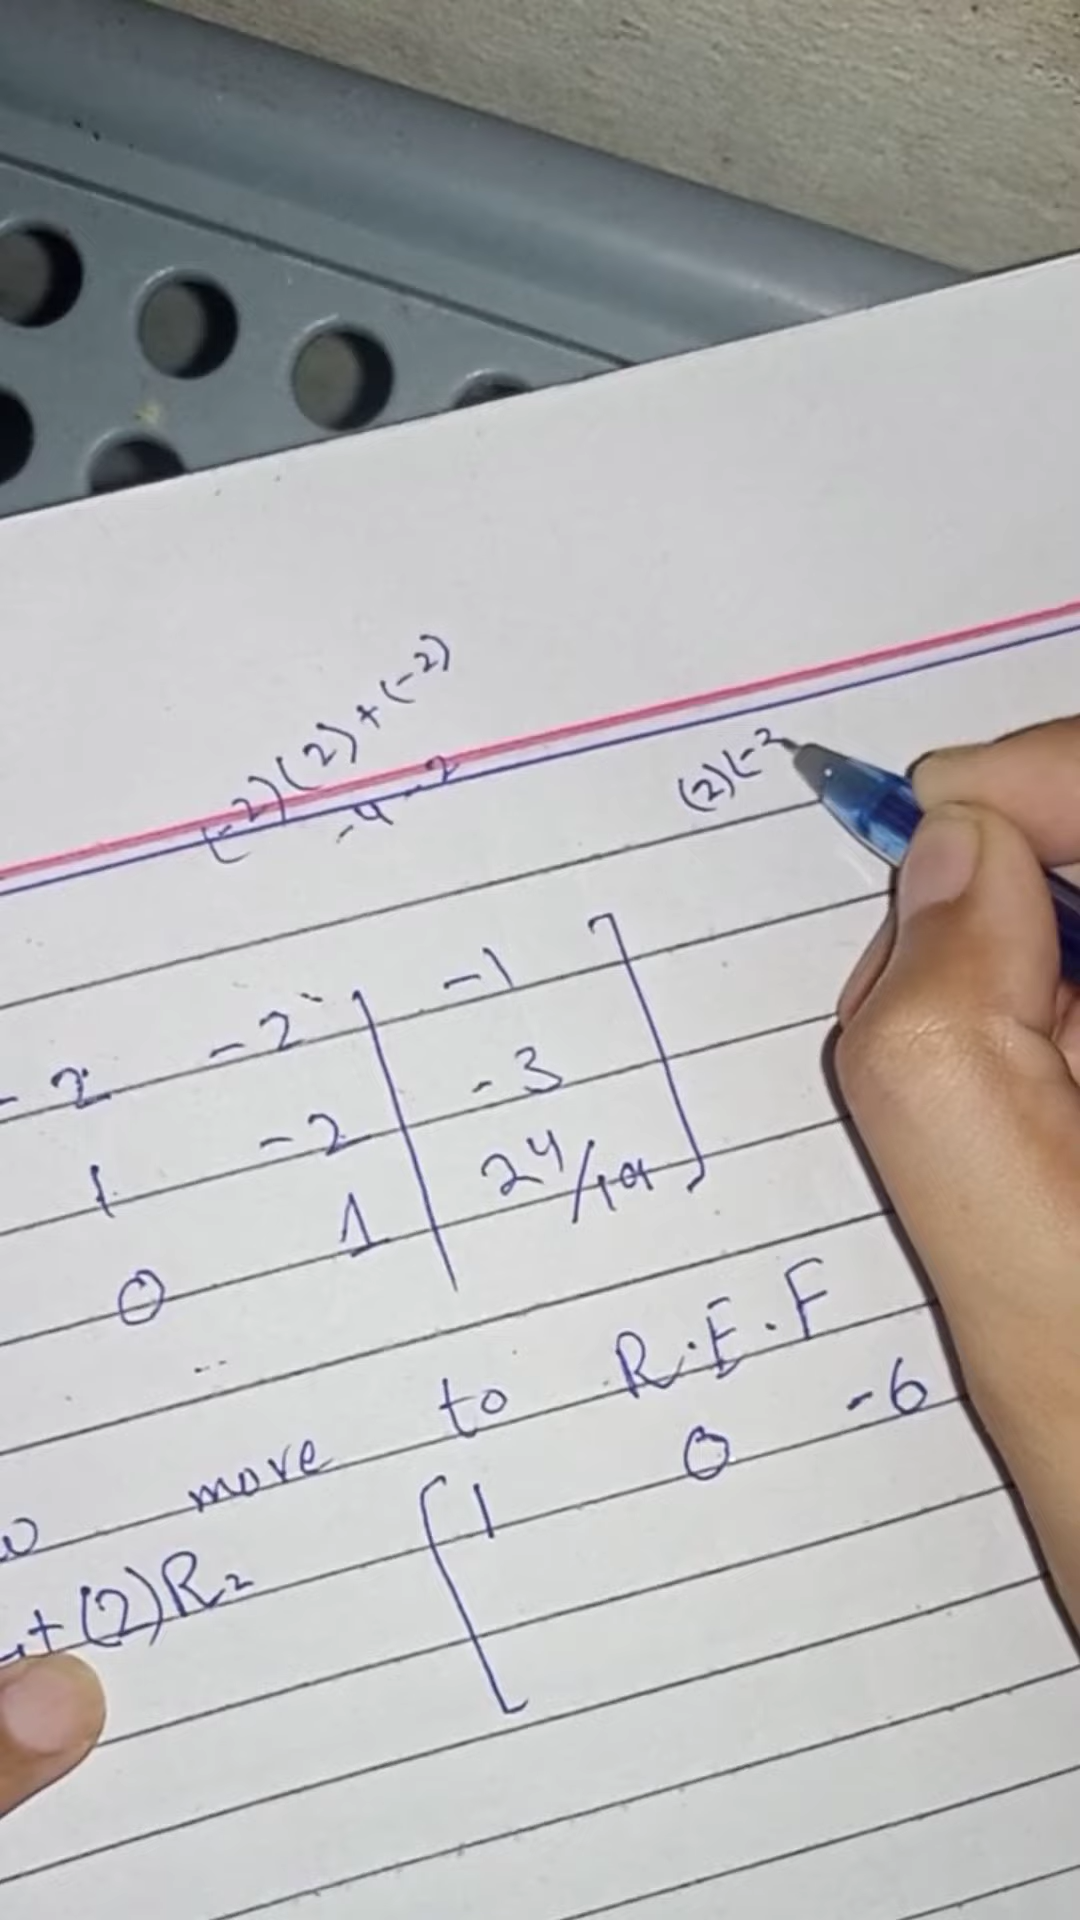 (-2)(2)+(-2)
-4-2
(2)(-2
-2 -2 -1
1 -2 -3
0 1 24/
to move to R.E.F
+(2)R2
1 0 -6